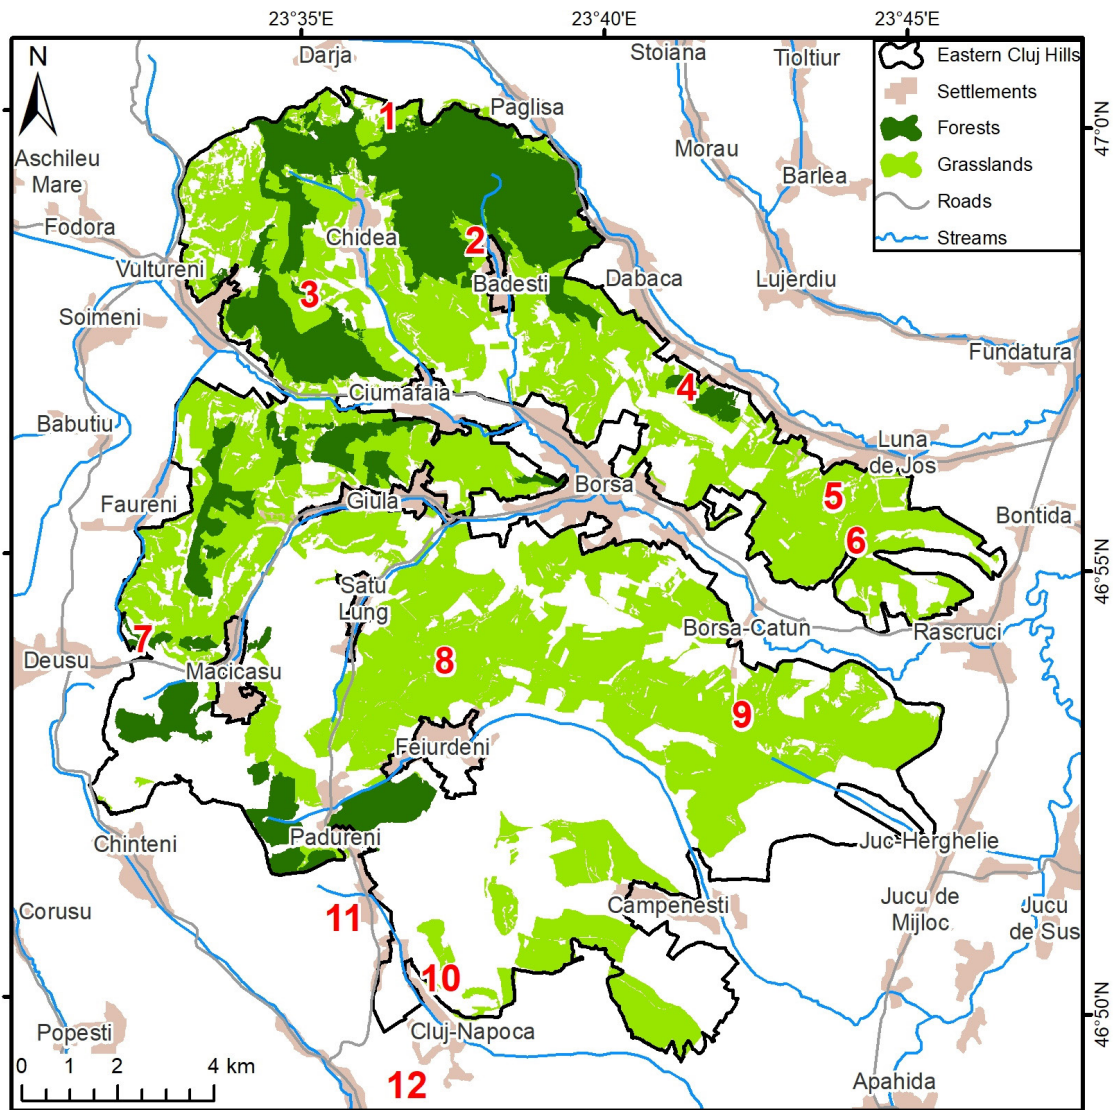 23°35'E
23°40'E
23°45'E
N
Darja
Stoiana
Tioltiur
Eastern Cluj Hills
Settlements
Forests
Grasslands
Roads
Streams
1
Paglisa
47°0'N
Aschileu
Mare
Morau
Barlea
Fodora
Chidea
2
Vultureni
Badesti
Dabaca
Lujerdiu
3
Soimeni
Fundatura
Ciumafaia
4
Babutiu
Luna
de Jos
Giula
Borsa
5
Faureni
Bontida
6
46°55'N
Satu
Lung
7
Borsa-Catun
Rascruci
Deusu
Macicasu
8
9
Feiurdeni
Chinteni
Padureni
Juc-Herghelie
Corusu
11
Campenesti
Jucu de
Mijloc
Jucu
de Sus
10
Popesti
Cluj-Napoca
46°50'N
0 1 2 4 km
12
Apahida